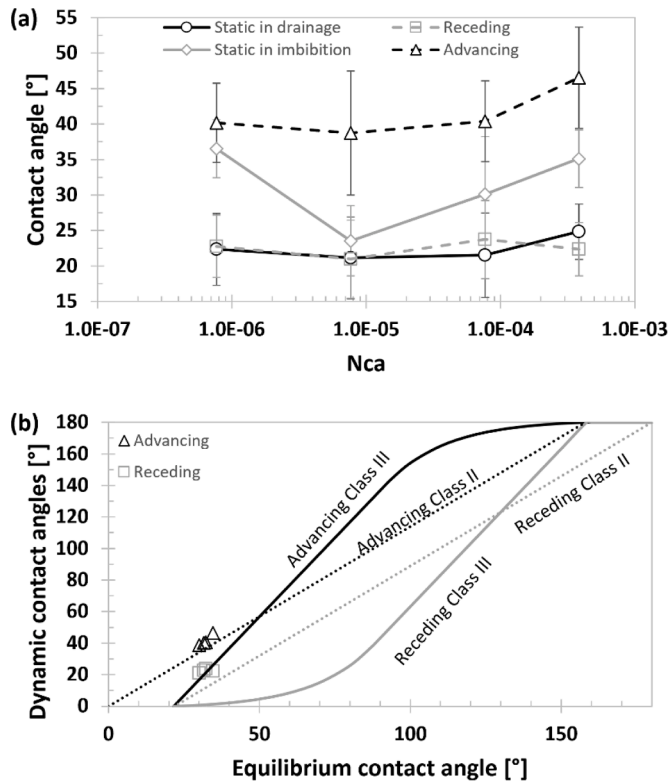 (a)
Static in drainage
Receding
Static in imbibition
Advancing
Contact angle [°]
55
50
45
40
35
30
25
20
15
1.0E-07
1.0E-06
1.0E-05
1.0E-04
1.0E-03
Nca
(b)
Advancing
Receding
Advancing Class III
Advancing Class II
Receding Class II
Receding Class III
Dynamic contact angles [°]
180
160
140
120
100
80
60
40
20
0
0
50
100
150
Equilibrium contact angle [°]